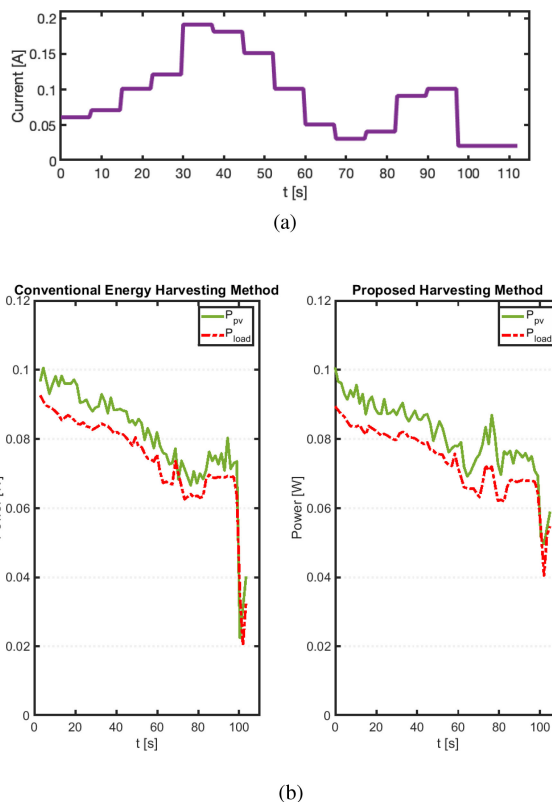 0.2
0.15
0.1
0.05
0
Current [A]
0 10 20 30 40 50 60 70 80 90 100 110
t [s]
(a)
Conventional Energy Harvesting Method
0.12
0.1
0.08
0.06
0.04
0.02
0
P_pv
P_load
0 20 40 60 80 100
t [s]
Proposed Harvesting Method
0.12
0.1
0.08
0.06
0.04
0.02
0
Power [W]
P_pv
P_load
0 20 40 60 80 100
t [s]
(b)